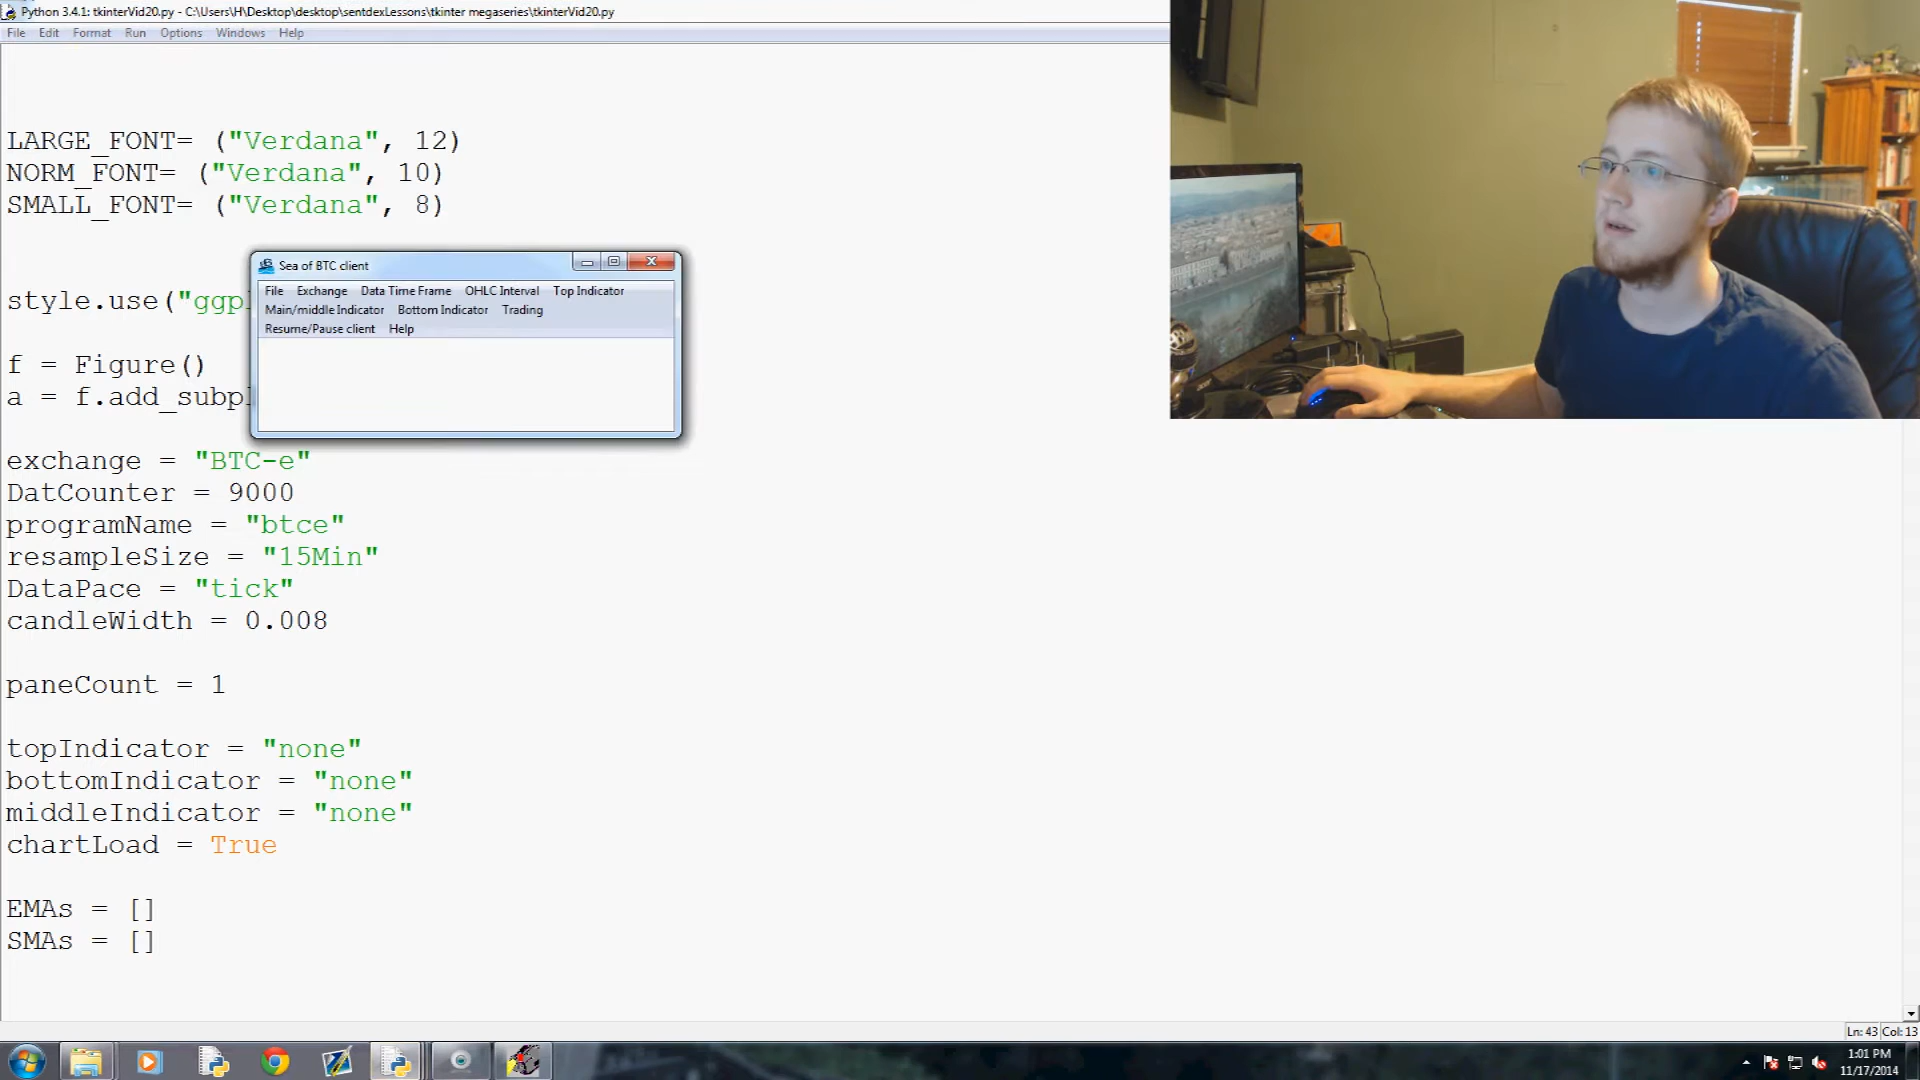 Python 3.4.1: tkinterVid20.py - C:\Users\H\Desktop\desktop\sentdexLessons\tkinter megaseries\tkinterVid20.py
File Edit Format Run Options Windows Help
LARGE_FONT= ("Verdana", 12)
NORM_FONT= ("Verdana", 10)
SMALL_FONT= ("Verdana", 8)
Sea of BTC client
File Exchange Data Time Frame OHLC Interval Top Indicator
Main/middle Indicator Bottom Indicator Trading
Resume/Pause client Help
style.use("ggp
f = Figure()
a = f.add_subp
exchange = "BTC-e"
DatCounter = 9000
programName = "btce"
resampleSize = "15Min"
DataPace = "tick"
candleWidth = 0.008
paneCount = 1
topIndicator = "none"
bottomIndicator = "none"
middleIndicator = "none"
chartLoad = True
EMAs = []
SMAs = []
Ln: 43 Col: 13
1:01 PM
11/17/2014